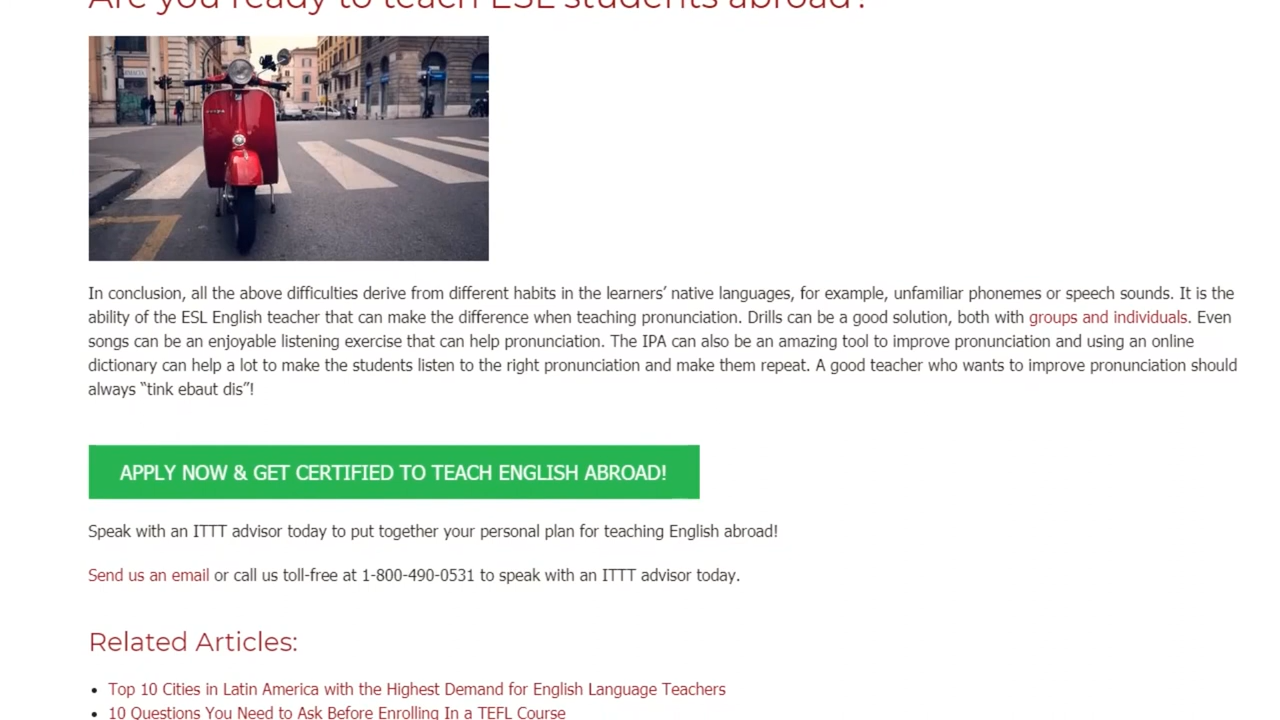 Are you ready to teach ESL students abroad?
In conclusion, all the above difficulties derive from different habits in the learners’ native languages, for example, unfamiliar phonemes or speech sounds. It is the
ability of the ESL English teacher that can make the difference when teaching pronunciation. Drills can be a good solution, both with groups and individuals. Even
songs can be an enjoyable listening exercise that can help pronunciation. The IPA can also be an amazing tool to improve pronunciation and using an online
dictionary can help a lot to make the students listen to the right pronunciation and make them repeat. A good teacher who wants to improve pronunciation should
always “tink ebaut dis”!
APPLY NOW & GET CERTIFIED TO TEACH ENGLISH ABROAD!
Speak with an ITTT advisor today to put together your personal plan for teaching English abroad!
Send us an email or call us toll-free at 1-800-490-0531 to speak with an ITTT advisor today.
Related Articles:
• Top 10 Cities in Latin America with the Highest Demand for English Language Teachers
• 10 Questions You Need to Ask Before Enrolling In a TEFL Course